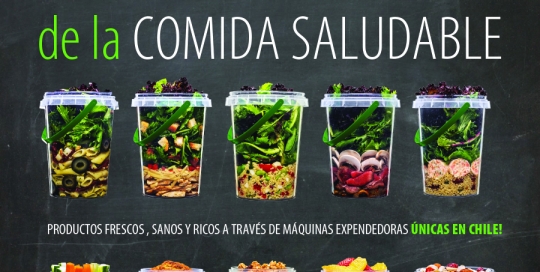 de la COMIDA SALUDABLE
PRODUCTOS FRESCOS , SANOS Y RICOS A TRAVÉS DE MÁQUINAS EXPENDEDORAS ÚNICAS EN CHILE!